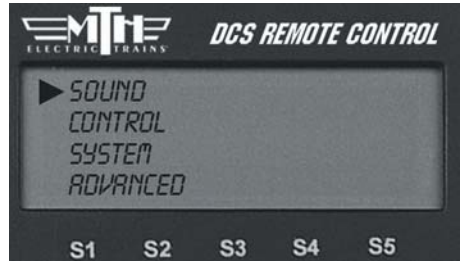 MTH
ELECTRIC TRAINS
DCS REMOTE CONTROL
SOUND
CONTROL
SYSTEM
ADVANCED
S1 S2 S3 S4 S5